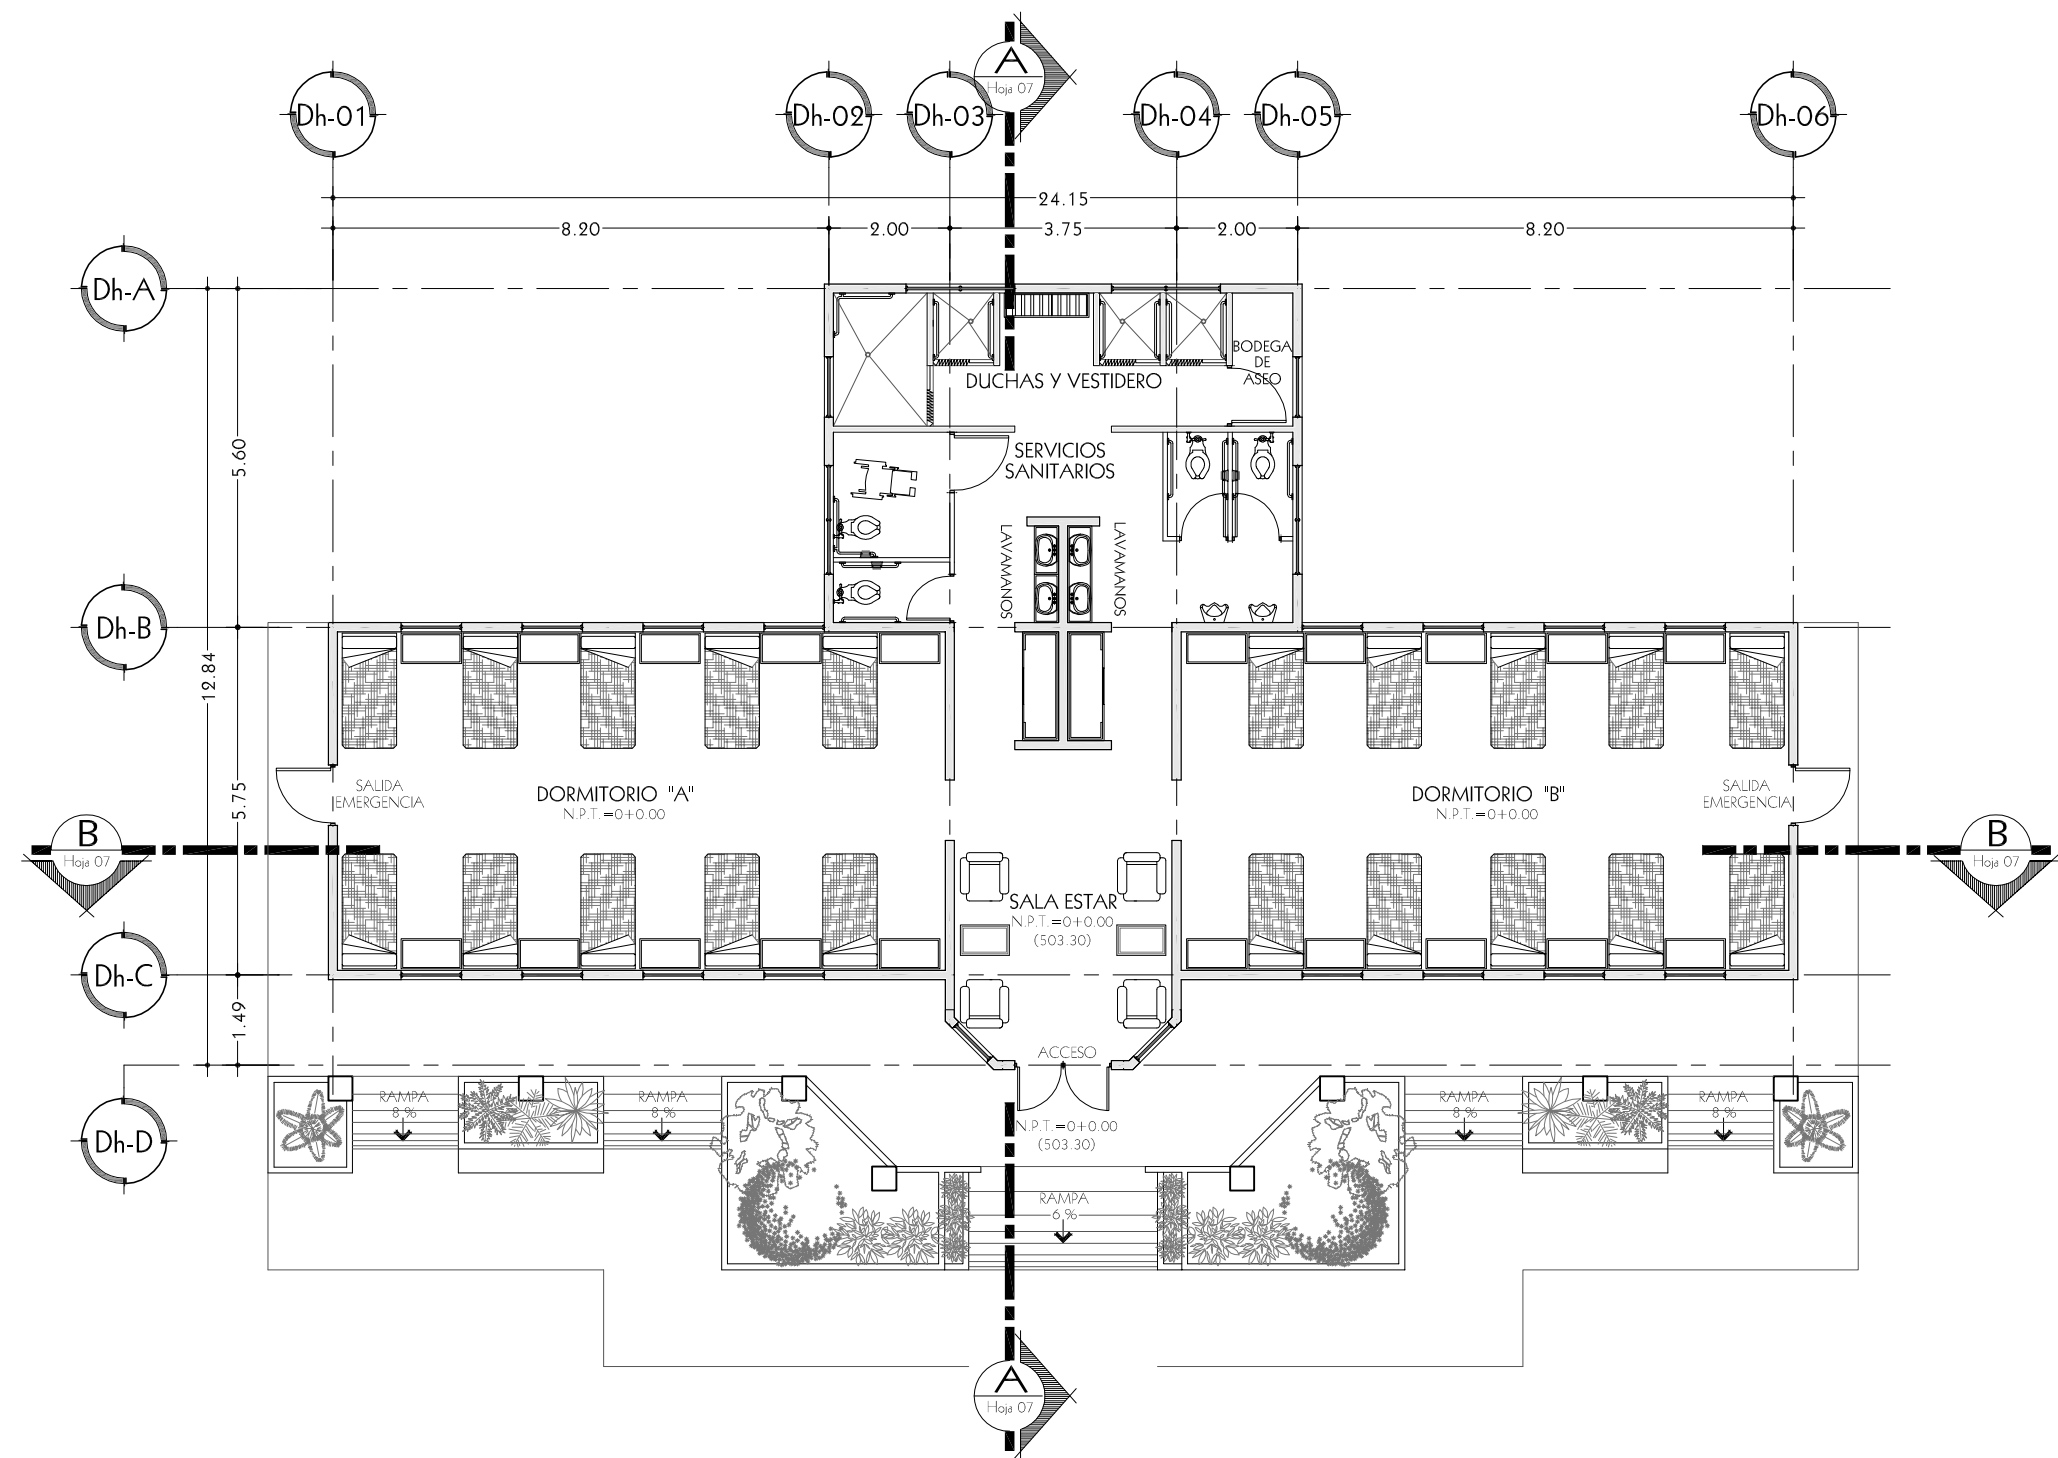 A
Hoja 07
Dh-01
Dh-02
Dh-03
Dh-04
Dh-05
Dh-06
24.15
8.20
2.00
3.75
2.00
8.20
Dh-A
Dh-B
Dh-C
Dh-D
12.84
5.60
5.75
1.49
BODEGA
DE
ASEO
DUCHAS Y VESTIDERO
SERVICIOS
SANITARIOS
LAVAMANOS
LAVAMANOS
SALIDA
EMERGENCIA
DORMITORIO "A"
N.P.T.=0+0.00
DORMITORIO "B"
N.P.T.=0+0.00
SALIDA
EMERGENCIA
B
Hoja 07
B
Hoja 07
SALA ESTAR
N.P.T.=0+0.00
(503.30)
ACCESO
RAMPA
8 %
RAMPA
8 %
N.P.T.=0+0.00
(503.30)
RAMPA
8 %
RAMPA
8 %
RAMPA
6 %
A
Hoja 07